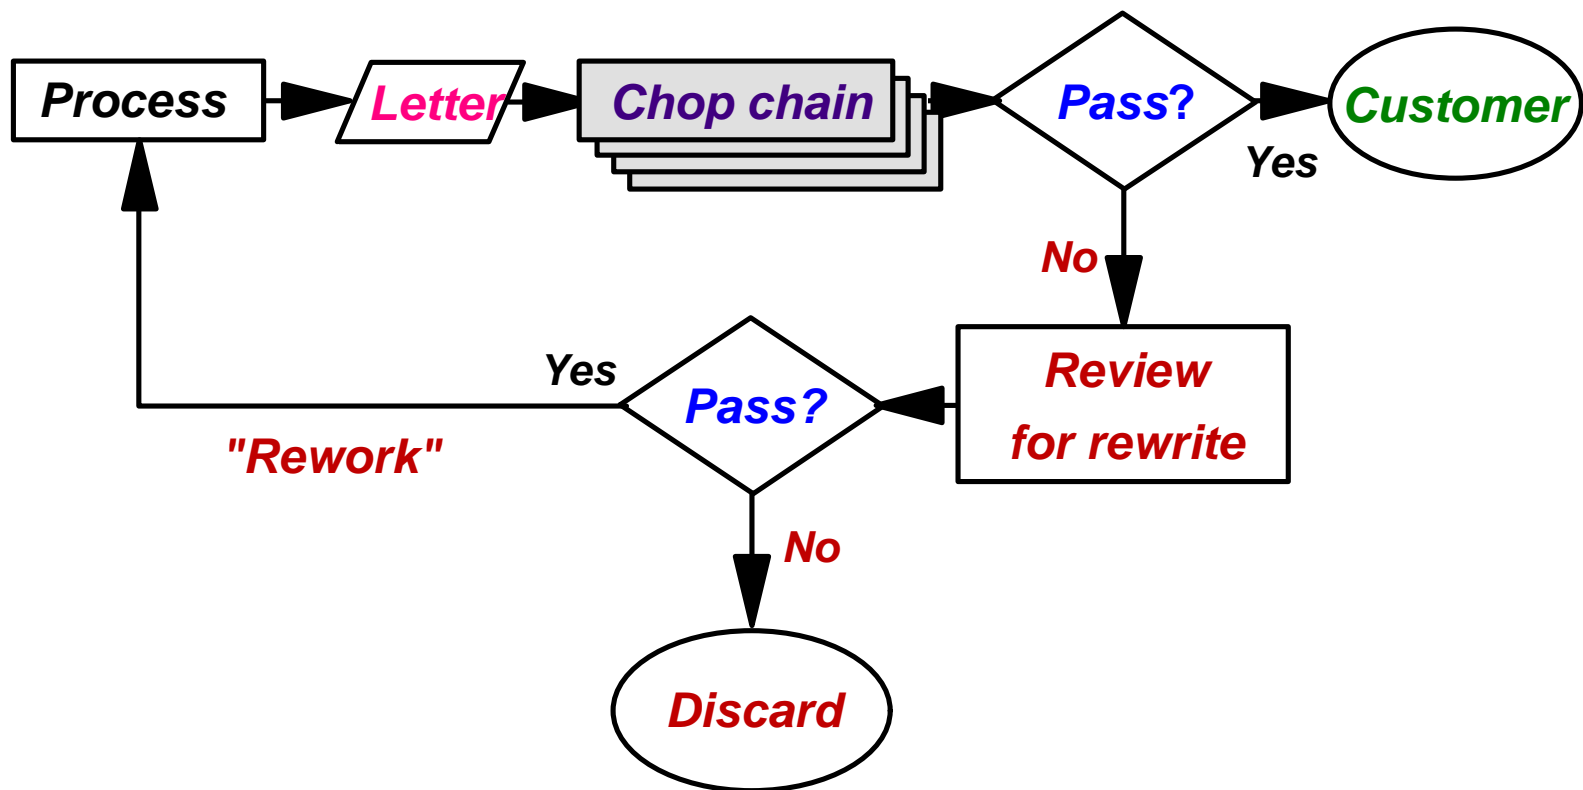 Process
Letter
Chop chain
Pass?
Customer
Yes
No
Review
for rewrite
Pass?
Yes
"Rework"
No
Discard